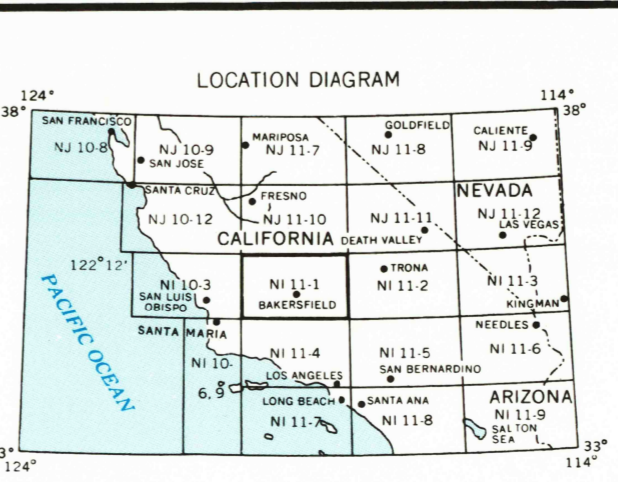 LOCATION DIAGRAM
124°
114°
38°
38°
SAN FRANCISCO
NJ 10-8
NJ 10-9
SAN JOSE
MARIPOSA
NJ 11-7
GOLDFIELD
NJ 11-8
CALIENTE
NJ 11-9
SANTA CRUZ
NJ 10-12
FRESNO
NJ 11-10
NJ 11-11
NEVADA
NJ 11-12
LAS VEGAS
CALIFORNIA
DEATH VALLEY
122°12'
NI 10-3
SAN LUIS
OBISPO
NI 11-1
BAKERSFIELD
TRONA
NI 11-2
NI 11-3
KINGMAN
PACIFIC OCEAN
SANTA MARIA
NEEDLES
NI 11-6
NI 10-
6, 9
NI 11-4
LOS ANGELES
NI 11-5
SAN BERNARDINO
LONG BEACH
NI 11-7
SANTA ANA
NI 11-8
ARIZONA
NI 11-9
SALTON
SEA
3°
124°
33°
114°